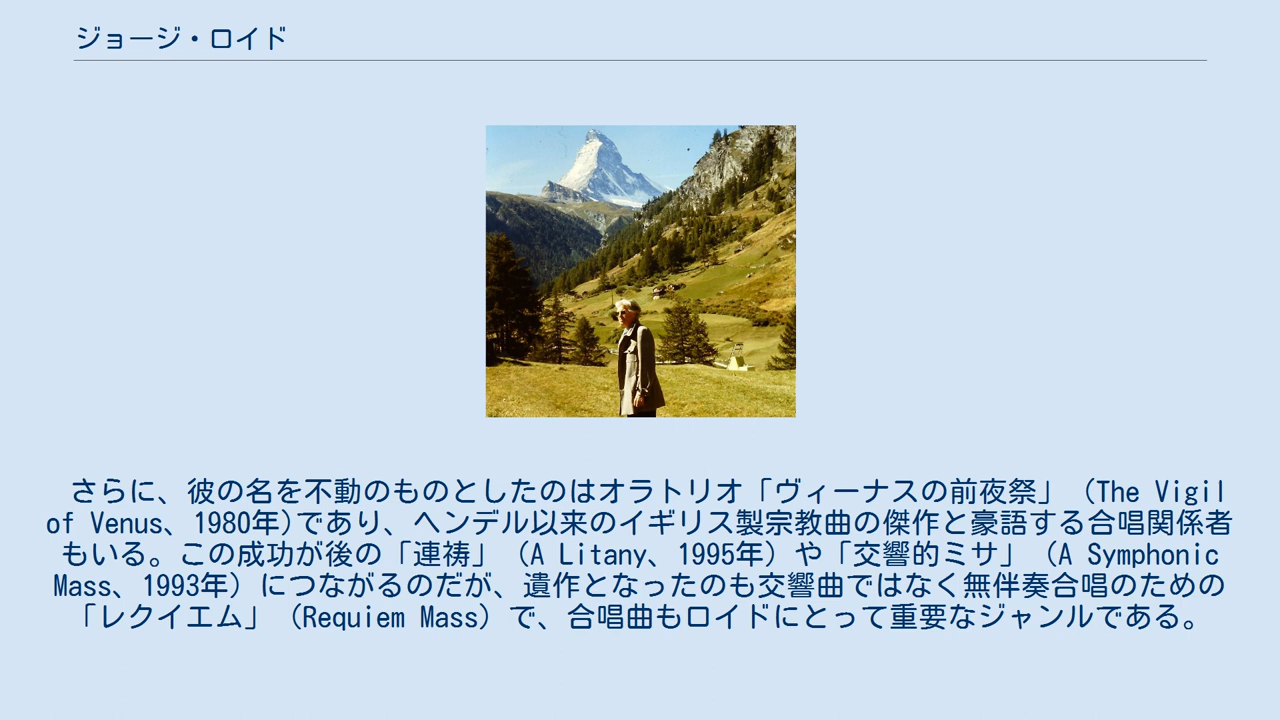 ジョージ・ロイド
さらに、彼の名を不動のものとしたのはオラトリオ「ヴィーナスの前夜祭」（The Vigil
of Venus、1980年)であり、ヘンデル以来のイギリス製宗教曲の傑作と豪語する合唱関係者
もいる。この成功が後の「連祷」（A Litany、1995年）や「交響的ミサ」（A Symphonic
Mass、1993年）につながるのだが、遺作となったのも交響曲ではなく無伴奏合唱のための
「レクイエム」（Requiem Mass）で、合唱曲もロイドにとって重要なジャンルである。